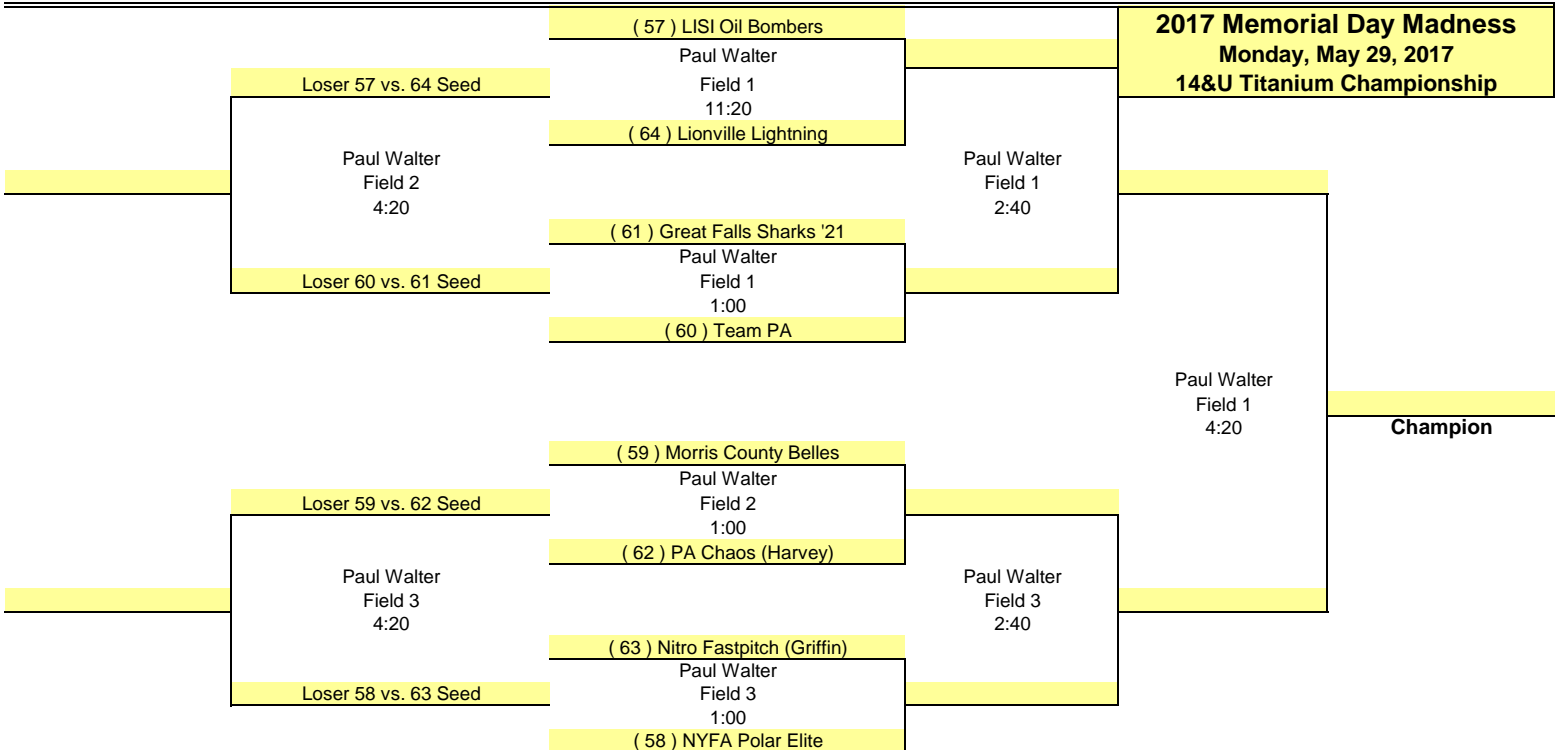 ( 57 ) LISI Oil Bombers
2017 Memorial Day Madness
Paul Walter
Monday, May 29, 2017
Loser 57 vs. 64 Seed
Field 1
14&U Titanium Championship
11:20
( 64 ) Lionville Lightning
Paul Walter
Field 2
4:20
Paul Walter
Field 1
2:40
( 61 ) Great Falls Sharks '21
Paul Walter
Loser 60 vs. 61 Seed
Field 1
1:00
( 60 ) Team PA
Paul Walter
Field 1
4:20
Champion
( 59 ) Morris County Belles
Paul Walter
Loser 59 vs. 62 Seed
Field 2
1:00
( 62 ) PA Chaos (Harvey)
Paul Walter
Field 3
4:20
Paul Walter
Field 3
2:40
( 63 ) Nitro Fastpitch (Griffin)
Paul Walter
Loser 58 vs. 63 Seed
Field 3
1:00
( 58 ) NYFA Polar Elite